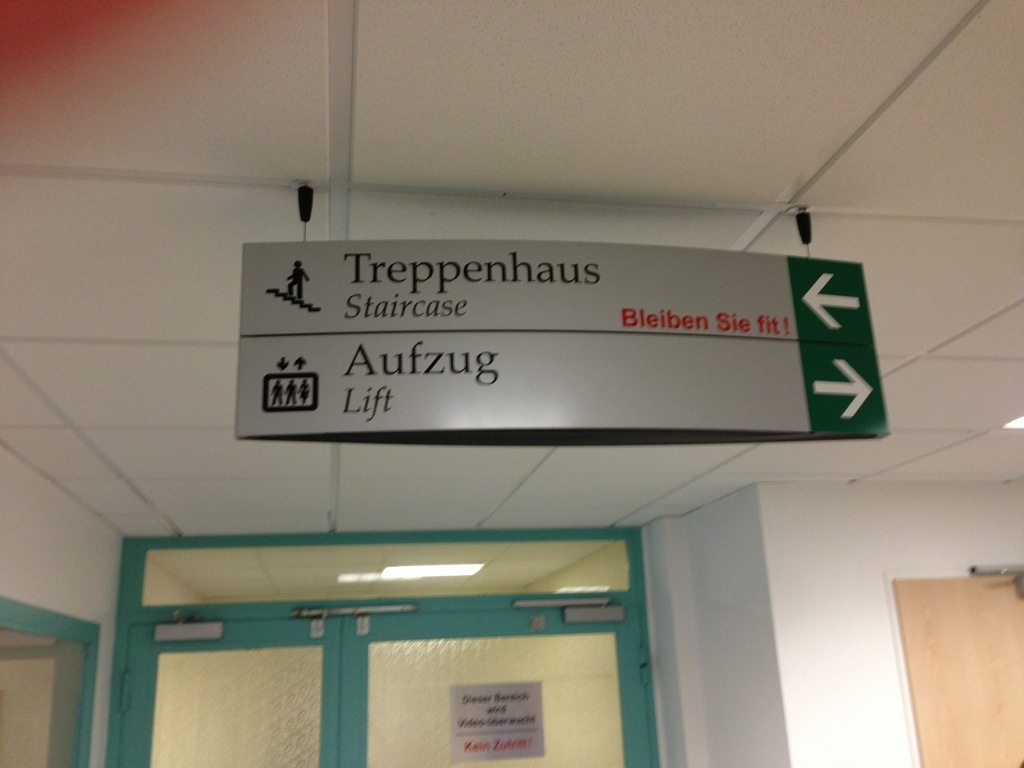 Treppenhaus
Staircase
Bleiben Sie fit!
Aufzug
Lift
Dieser Bereich
wird
Video-überwacht
Kein Zutritt!